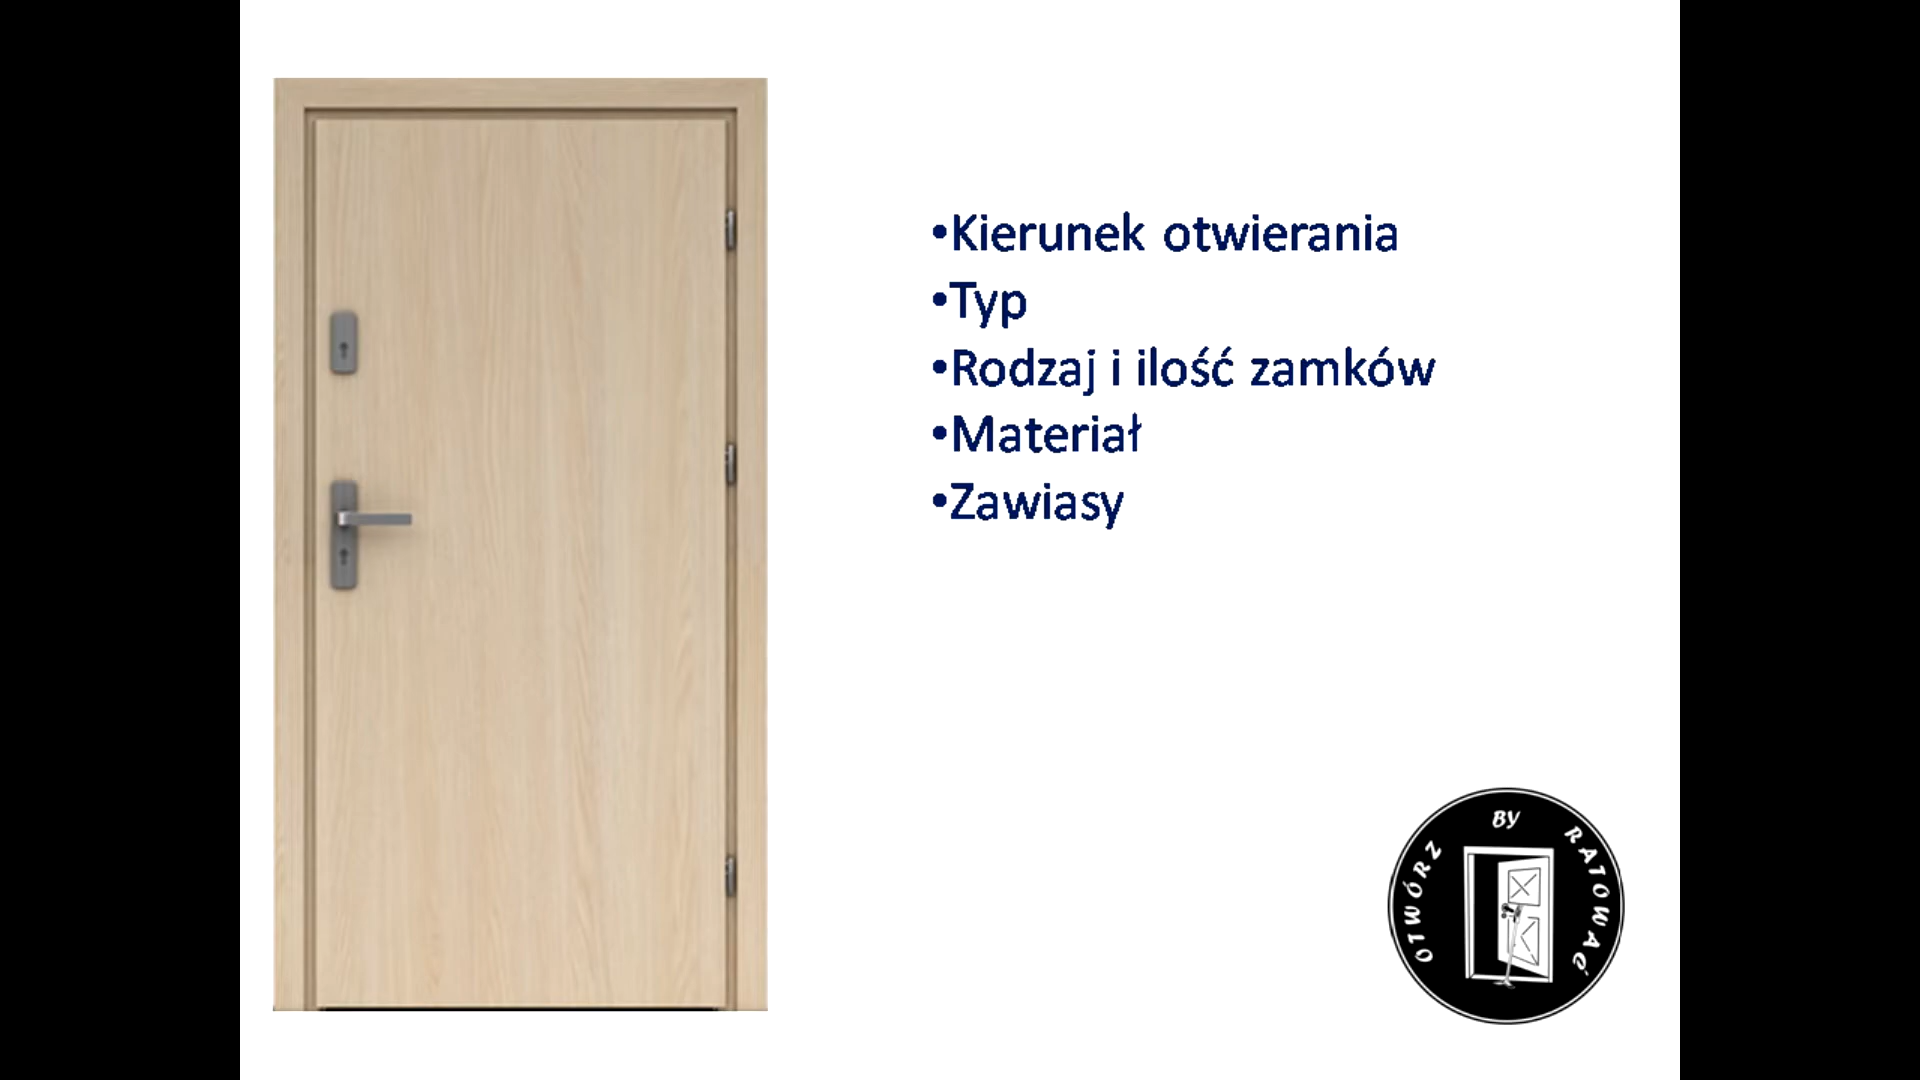 •Kierunek otwierania
•Typ
•Rodzaj i ilość zamków
•Materiał
•Zawiasy
OTWÓRZ BY RATOWAĆ